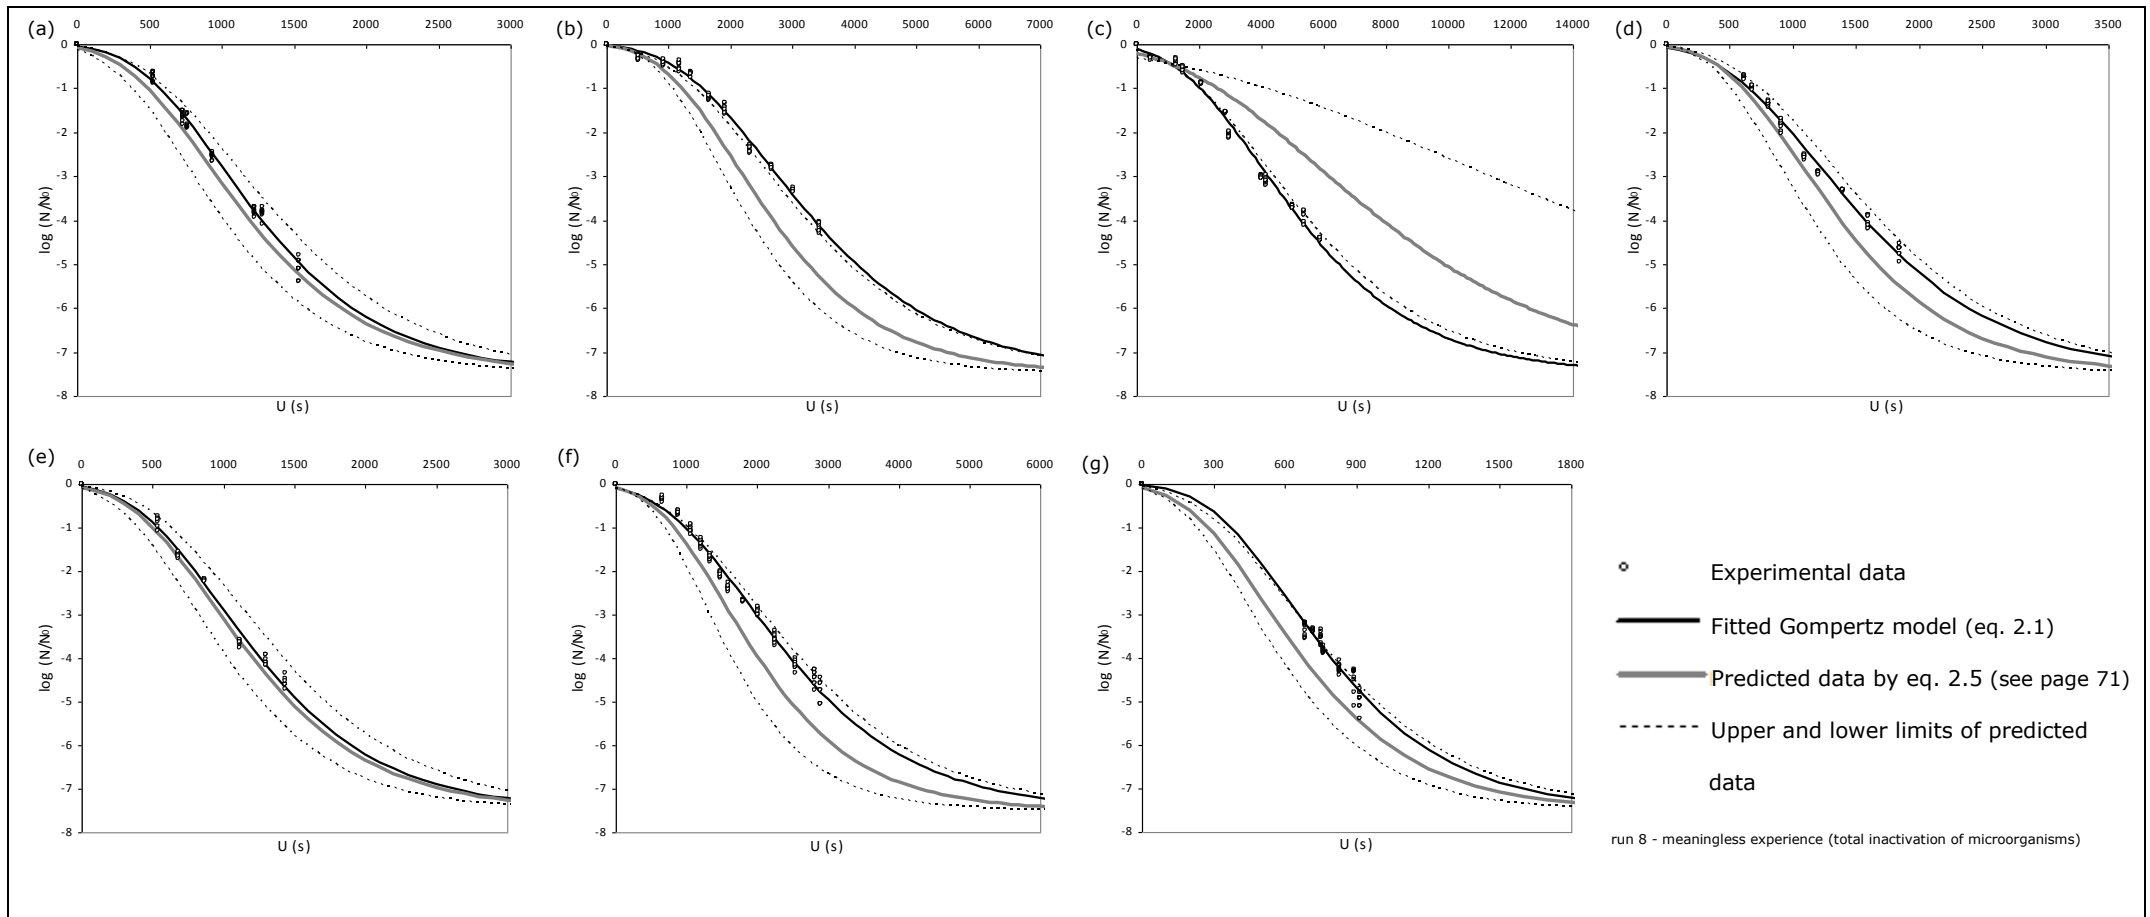 (a)
0 500 1000 1500 2000 2500 3000
0
-1
-2
-3
-4
-5
-6
-7
-8
log (N/N0)
U (s)
(b)
0 1000 2000 3000 4000 5000 6000 7000
0
-1
-2
-3
-4
-5
-6
-7
-8
log (N/N0)
U (s)
(c)
0 2000 4000 6000 8000 10000 12000 14000
0
-1
-2
-3
-4
-5
-6
-7
-8
log (N/N0)
U (s)
(d)
0 500 1000 1500 2000 2500 3000 3500
0
-1
-2
-3
-4
-5
-6
-7
-8
log (N/N0)
U (s)
(e)
0 500 1000 1500 2000 2500 3000
0
-1
-2
-3
-4
-5
-6
-7
-8
log (N/N0)
U (s)
(f)
0 1000 2000 3000 4000 5000 6000
0
-1
-2
-3
-4
-5
-6
-7
-8
log (N/N0)
U (s)
(g)
0 300 600 900 1200 1500 1800
0
-1
-2
-3
-4
-5
-6
-7
-8
log (N/N0)
U (s)
Experimental data
Fitted Gompertz model (eq. 2.1)
Predicted data by eq. 2.5 (see page 71)
Upper and lower limits of predicted
data
run 8 - meaningless experience (total inactivation of microorganisms)